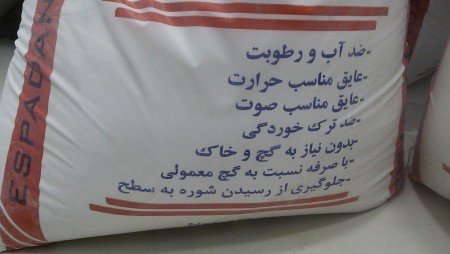 ESPADAN
-ضد آب و رطوبت
-عایق مناسب حرارت
-عایق مناسب صوت
-ضد ترک خوردگی
-بدون نیاز به گچ و خاک
-با صرفه نسبت به گچ معمولی
-جلوگیری از رسیدن شوره به سطح